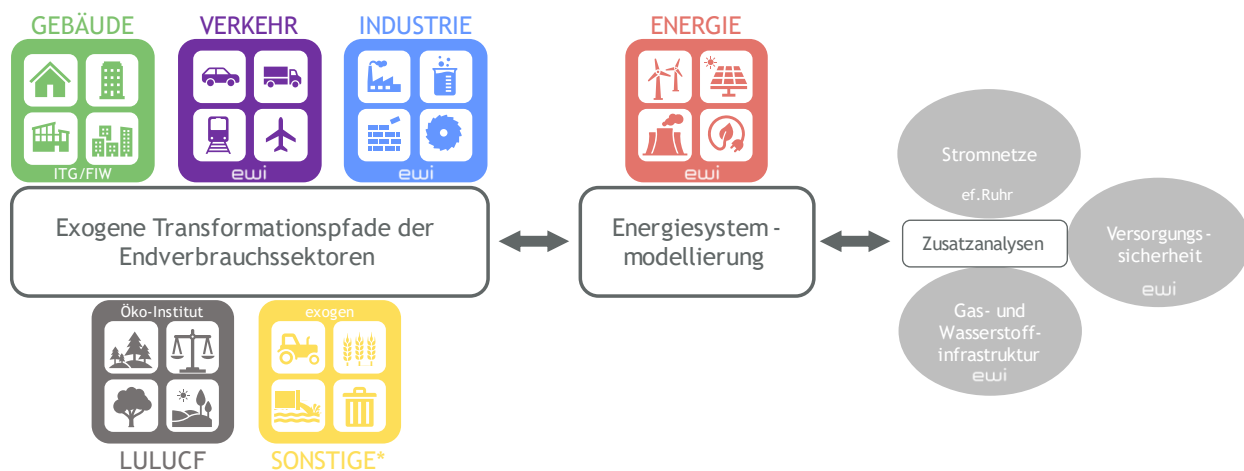 GEBÄUDE
VERKEHR
INDUSTRIE
ENERGIE
ITG/FIW
ewi
ewi
ewi
Exogene Transformationspfade der
Endverbrauchssektoren
Energiesystem -
modellierung
Stromnetze
ef.Ruhr
Zusatzanalysen
Versorgungs-
sicherheit
ewi
Gas- und
Wasserstoff-
infrastruktur
ewi
Öko-Institut
exogen
LULUCF
SONSTIGE*